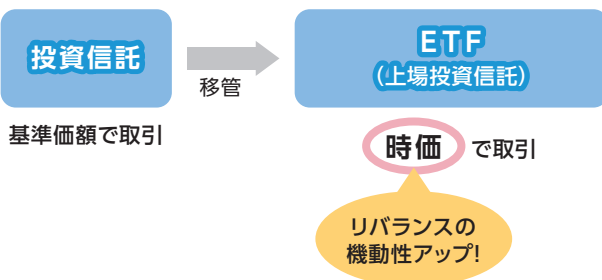 投資信託
移管
ETF
(上場投資信託)
基準価額で取引
時価 で取引
リバランスの
機動性アップ!